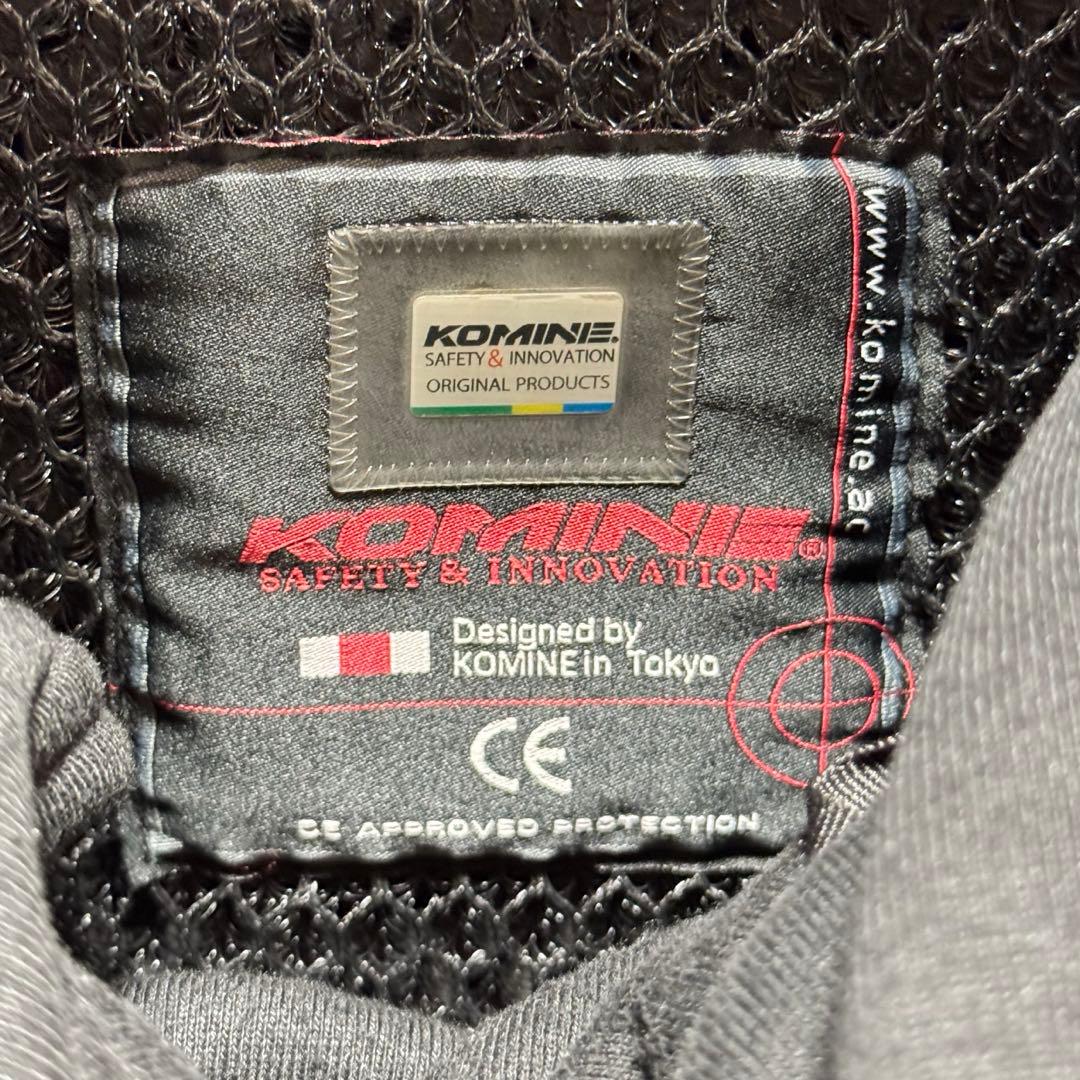 KOMINE
SAFETY & INNOVATION
ORIGINAL PRODUCTS
KOMINE®
SAFETY & INNOVATION
Designed by
KOMINE in Tokyo
CE
CE APPROVED PROTECTION
www.komine.ac